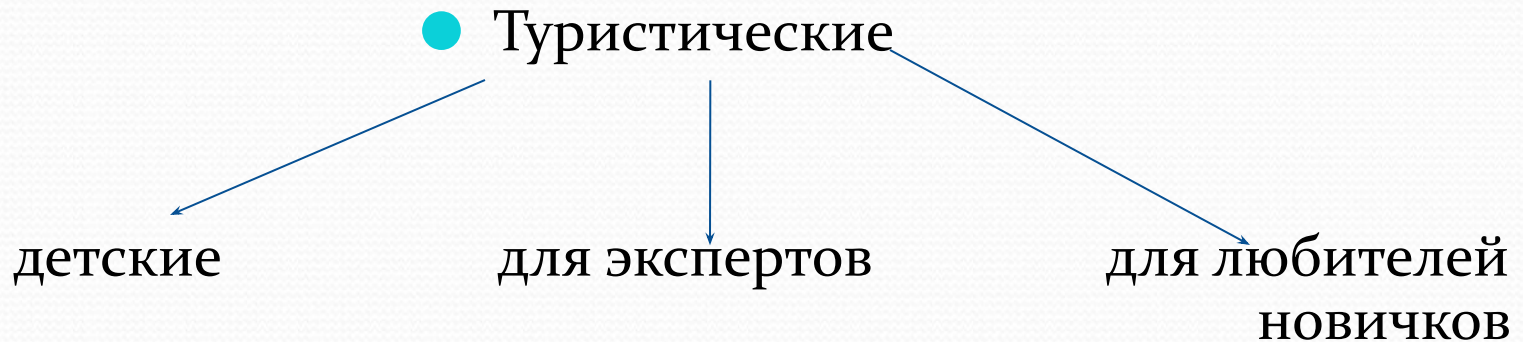 Туристические
детские
для экспертов
для любителей
новичков